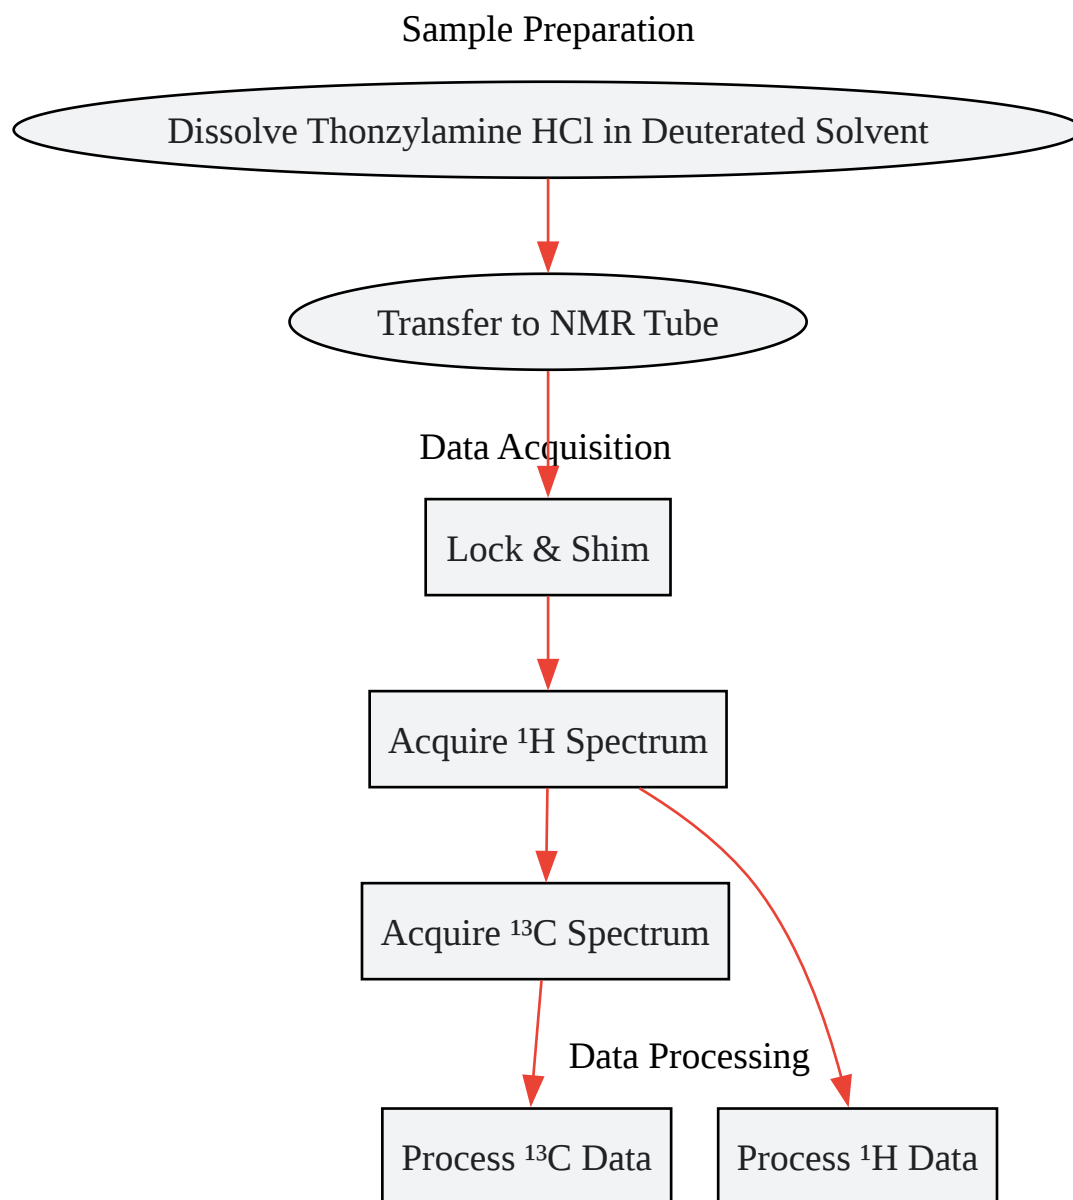 Sample Preparation
Dissolve Thonzylamine HCl in Deuterated Solvent
Transfer to NMR Tube
Data Acquisition
Lock & Shim
Acquire ¹H Spectrum
Acquire ¹³C Spectrum
Data Processing
Process ¹³C Data
Process ¹H Data